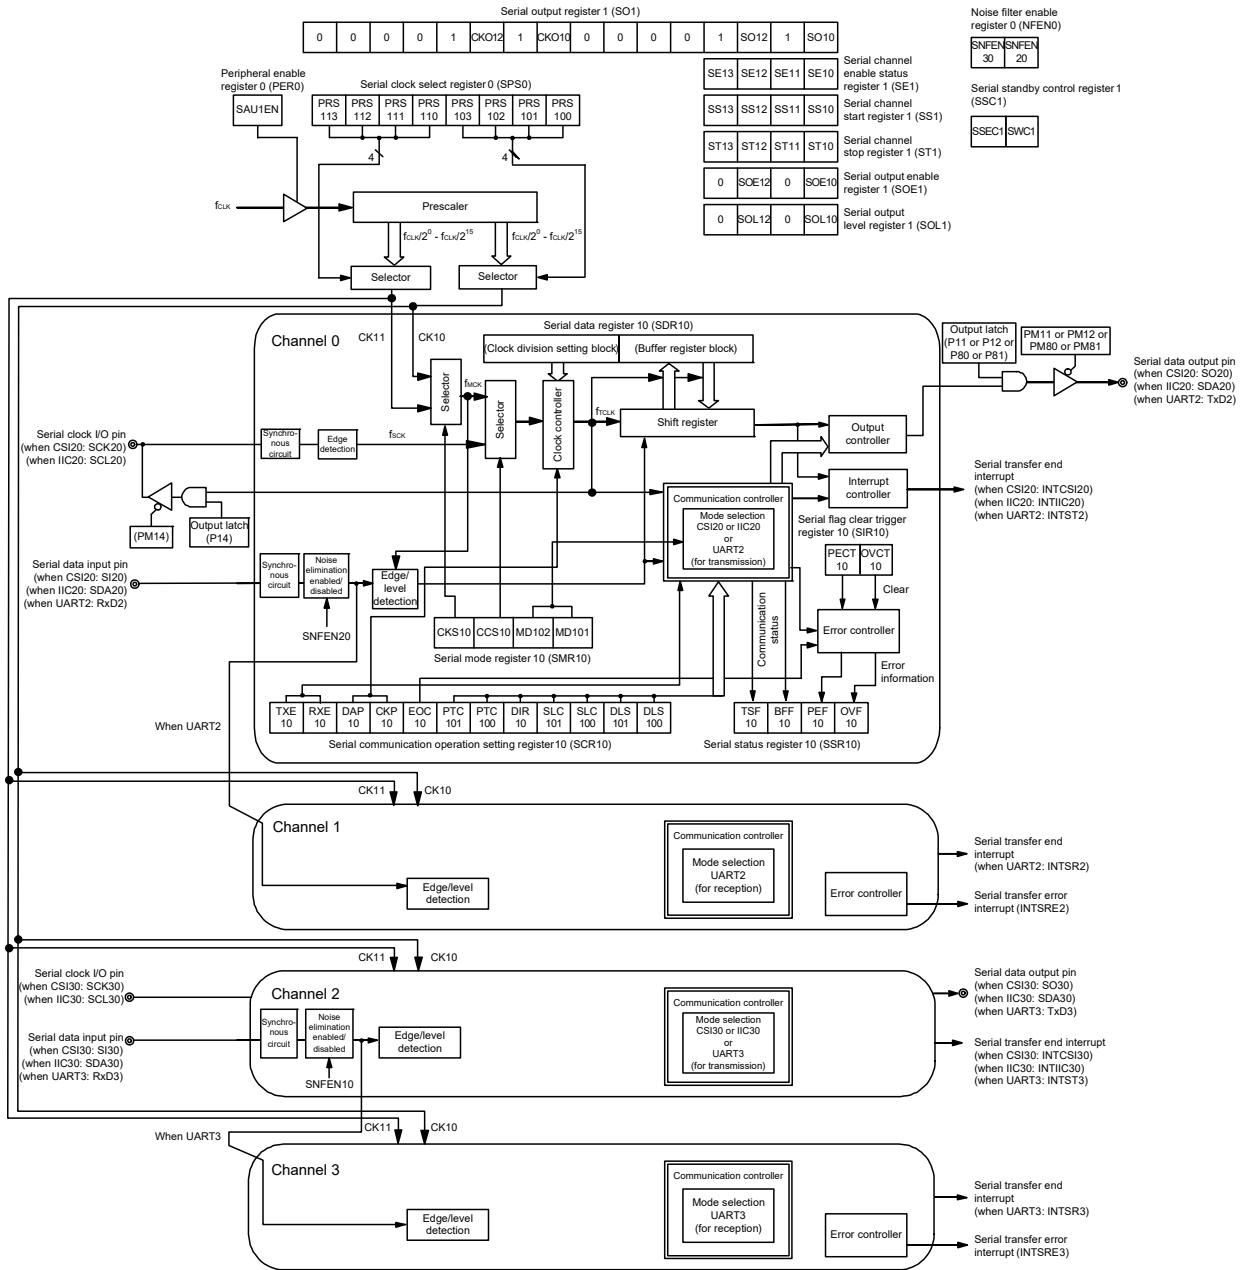 Serial output register 1 (SO1)
0 0 0 0 1 CKO12 1 CKO10 0 0 0 0 1 SO12 1 SO10
Noise filter enable
register 0 (NFEN0)
SNFEN
30
SNFEN
20
Peripheral enable
register 0 (PER0)
SAU1EN
Serial clock select register 0 (SPS0)
PRS
113
PRS
112
PRS
111
PRS
110
PRS
103
PRS
102
PRS
101
PRS
100
4
4
SE13 SE12 SE11 SE10
Serial channel
enable status
register 1 (SE1)
SS13 SS12 SS11 SS10
Serial channel
start register 1 (SS1)
ST13 ST12 ST11 ST10
Serial channel
stop register 1 (ST1)
0 SOE12 0 SOE10
Serial output enable
register 1 (SOE1)
0 SOL12 0 SOL10
Serial output
level register 1 (SOL1)
Serial standby control register 1
(SSC1)
SSEC1 SWC1
fCLK
Prescaler
fCLK/2⁰ - fCLK/2¹⁵
fCLK/2⁰ - fCLK/2¹⁵
Selector
Selector
Channel 0
CK11
CK10
Serial data register 10 (SDR10)
(Clock division setting block)
(Buffer register block)
Selector
fMCK
Selector
Clock controller
fTCLK
Shift register
Output latch
(P11 or P12 or
P80 or P81)
PM11 or PM12 or
PM80 or PM81
Serial data output pin
(when CSI20: SO20)
(when IIC20: SDA20)
(when UART2: TxD2)
Serial clock I/O pin
(when CSI20: SCK20)
(when IIC20: SCL20)
Synchro-
nous
circuit
Edge
detection
fSCK
Output
controller
Interrupt
controller
Serial transfer end
interrupt
(when CSI20: INTCSI20)
(when IIC20: INTIIC20)
(when UART2: INTST2)
(PM14)
Output latch
(P14)
Communication controller
Mode selection
CSI20 or IIC20
or
UART2
(for transmission)
Serial flag clear trigger
register 10 (SIR10)
PECT
10
OVCT
10
Clear
Serial data input pin
(when CSI20: SI20)
(when IIC20: SDA20)
(when UART2: RxD2)
Synchro-
nous
circuit
Noise
elimination
enabled/
disabled
Edge/
level
detection
SNFEN20
CKS10 CCS10 MD102 MD101
Serial mode register 10 (SMR10)
Communication
status
Error controller
Error
information
When UART2
TXE
10
RXE
10
DAP
10
CKP
10
EOC
10
PTC
101
PTC
100
DIR
10
SLC
101
SLC
100
DLS
101
DLS
100
Serial communication operation setting register 10 (SCR10)
TSF
10
BFF
10
PEF
10
OVF
10
Serial status register 10 (SSR10)
CK11
CK10
Channel 1
Edge/level
detection
Communication controller
Mode selection
UART2
(for reception)
Error controller
Serial transfer end
interrupt
(when UART2: INTSR2)
Serial transfer error
interrupt (INTSRE2)
CK11
CK10
Serial clock I/O pin
(when CSI30: SCK30)
(when IIC30: SCL30)
Channel 2
Serial data input pin
(when CSI30: SI30)
(when IIC30: SDA30)
(when UART3: RxD3)
Synchro-
nous
circuit
Noise
elimination
enabled/
disabled
Edge/level
detection
SNFEN10
Communication controller
Mode selection
CSI30 or IIC30
or
UART3
(for transmission)
Serial data output pin
(when CSI30: SO30)
(when IIC30: SDA30)
(when UART3: TxD3)
Serial transfer end interrupt
(when CSI30: INTCSI30)
(when IIC30: INTIIC30)
(when UART3: INTST3)
When UART3
CK11
CK10
Channel 3
Edge/level
detection
Communication controller
Mode selection
UART3
(for reception)
Error controller
Serial transfer end
interrupt
(when UART3: INTSR3)
Serial transfer error
interrupt (INTSRE3)